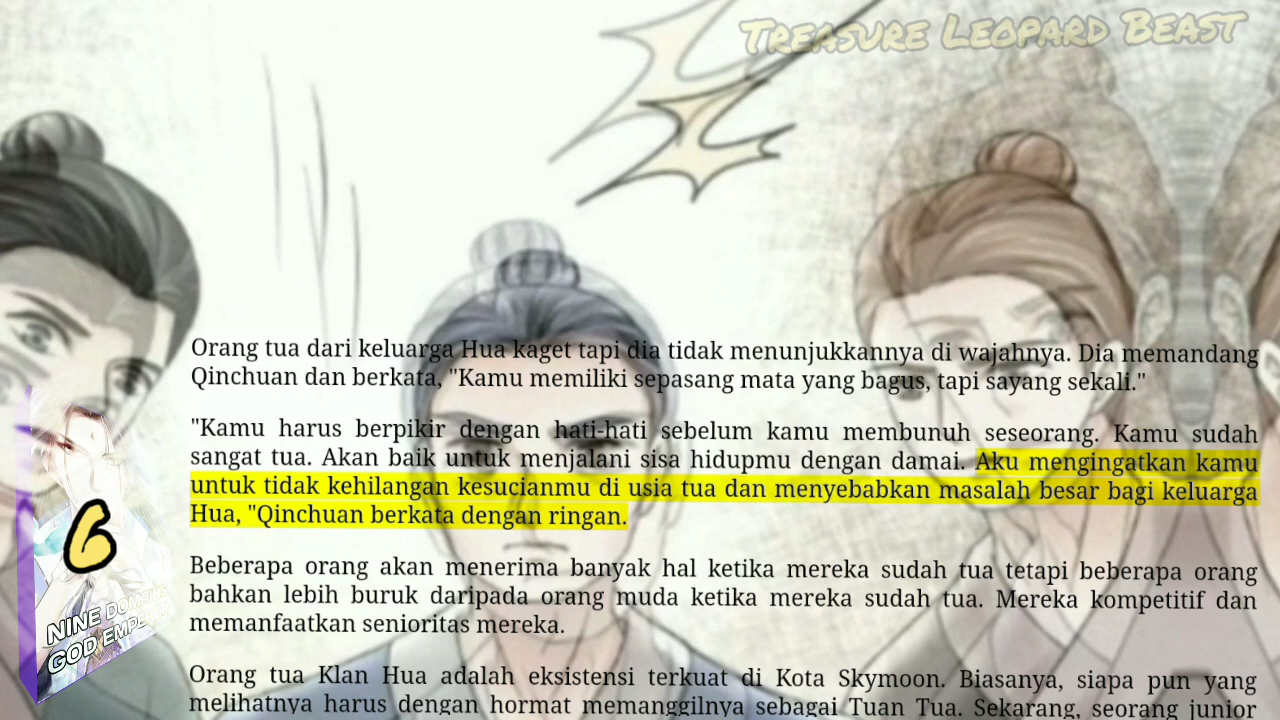 TREASURE LEOPARD BEAST
Orang tua dari keluarga Hua kaget tapi dia tidak menunjukkannya di wajahnya. Dia memandang
Qinchuan dan berkata, "Kamu memiliki sepasang mata yang bagus, tapi sayang sekali."
"Kamu harus berpikir dengan hati-hati sebelum kamu membunuh seseorang. Kamu sudah
sangat tua. Akan baik untuk menjalani sisa hidupmu dengan damai. Aku mengingatkan kamu
untuk tidak kehilangan kesucianmu di usia tua dan menyebabkan masalah besar bagi keluarga
Hua, "Qinchuan berkata dengan ringan.
Beberapa orang akan menerima banyak hal ketika mereka sudah tua tetapi beberapa orang
bahkan lebih buruk daripada orang muda ketika mereka sudah tua. Mereka kompetitif dan
memanfaatkan senioritas mereka.
Orang tua Klan Hua adalah eksistensi terkuat di Kota Skymoon. Biasanya, siapa pun yang
melihatnya harus dengan hormat memanggilnya sebagai Tuan Tua. Sekarang, seorang junior
6
NINE DOMAINS
GOD EMPEROR